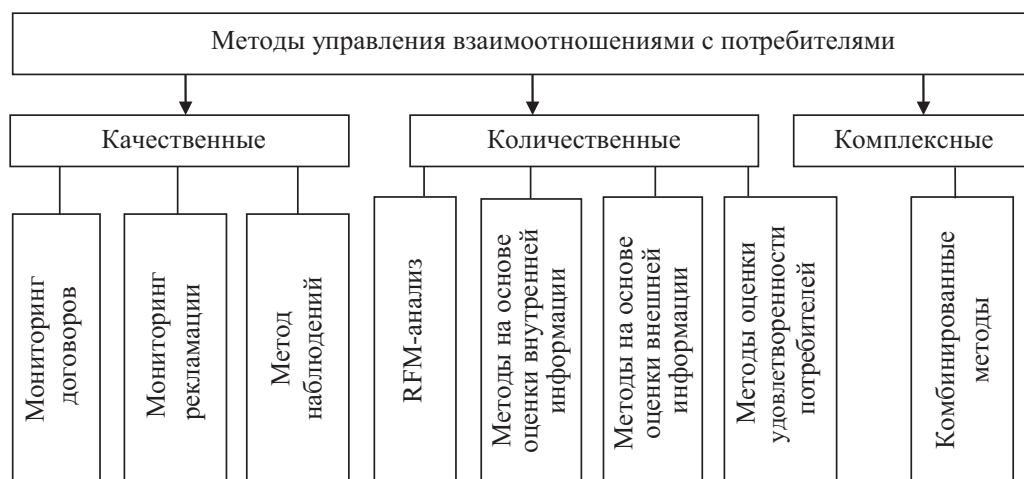 Методы управления взаимоотношениями с потребителями
Качественные
Количественные
Комплексные
Мониторинг
договоров
Мониторинг
рекламации
Метод
наблюдений
RFM-анализ
Методы на основе
оценки внутренней
информации
Методы на основе
оценки внешней
информации
Методы оценки
удовлетворенности
потребителей
Комбинированные
методы